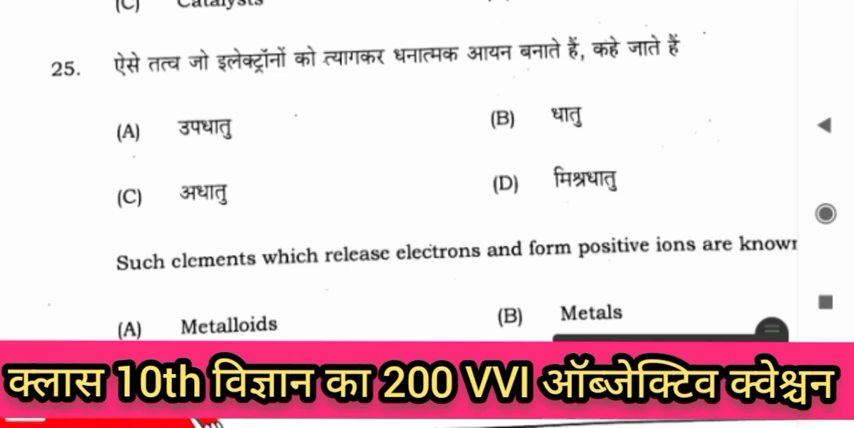 (C) Catalysts
25. ऐसे तत्व जो इलेक्ट्रॉनों को त्यागकर धनात्मक आयन बनाते हैं, कहे जाते हैं
(A) उपधातु (B) धातु
(C) अधातु (D) मिश्रधातु
Such elements which release electrons and form positive ions are known
(A) Metalloids (B) Metals
क्लास 10th विज्ञान का 200 VVI ऑब्जेक्टिव क्वेश्चन